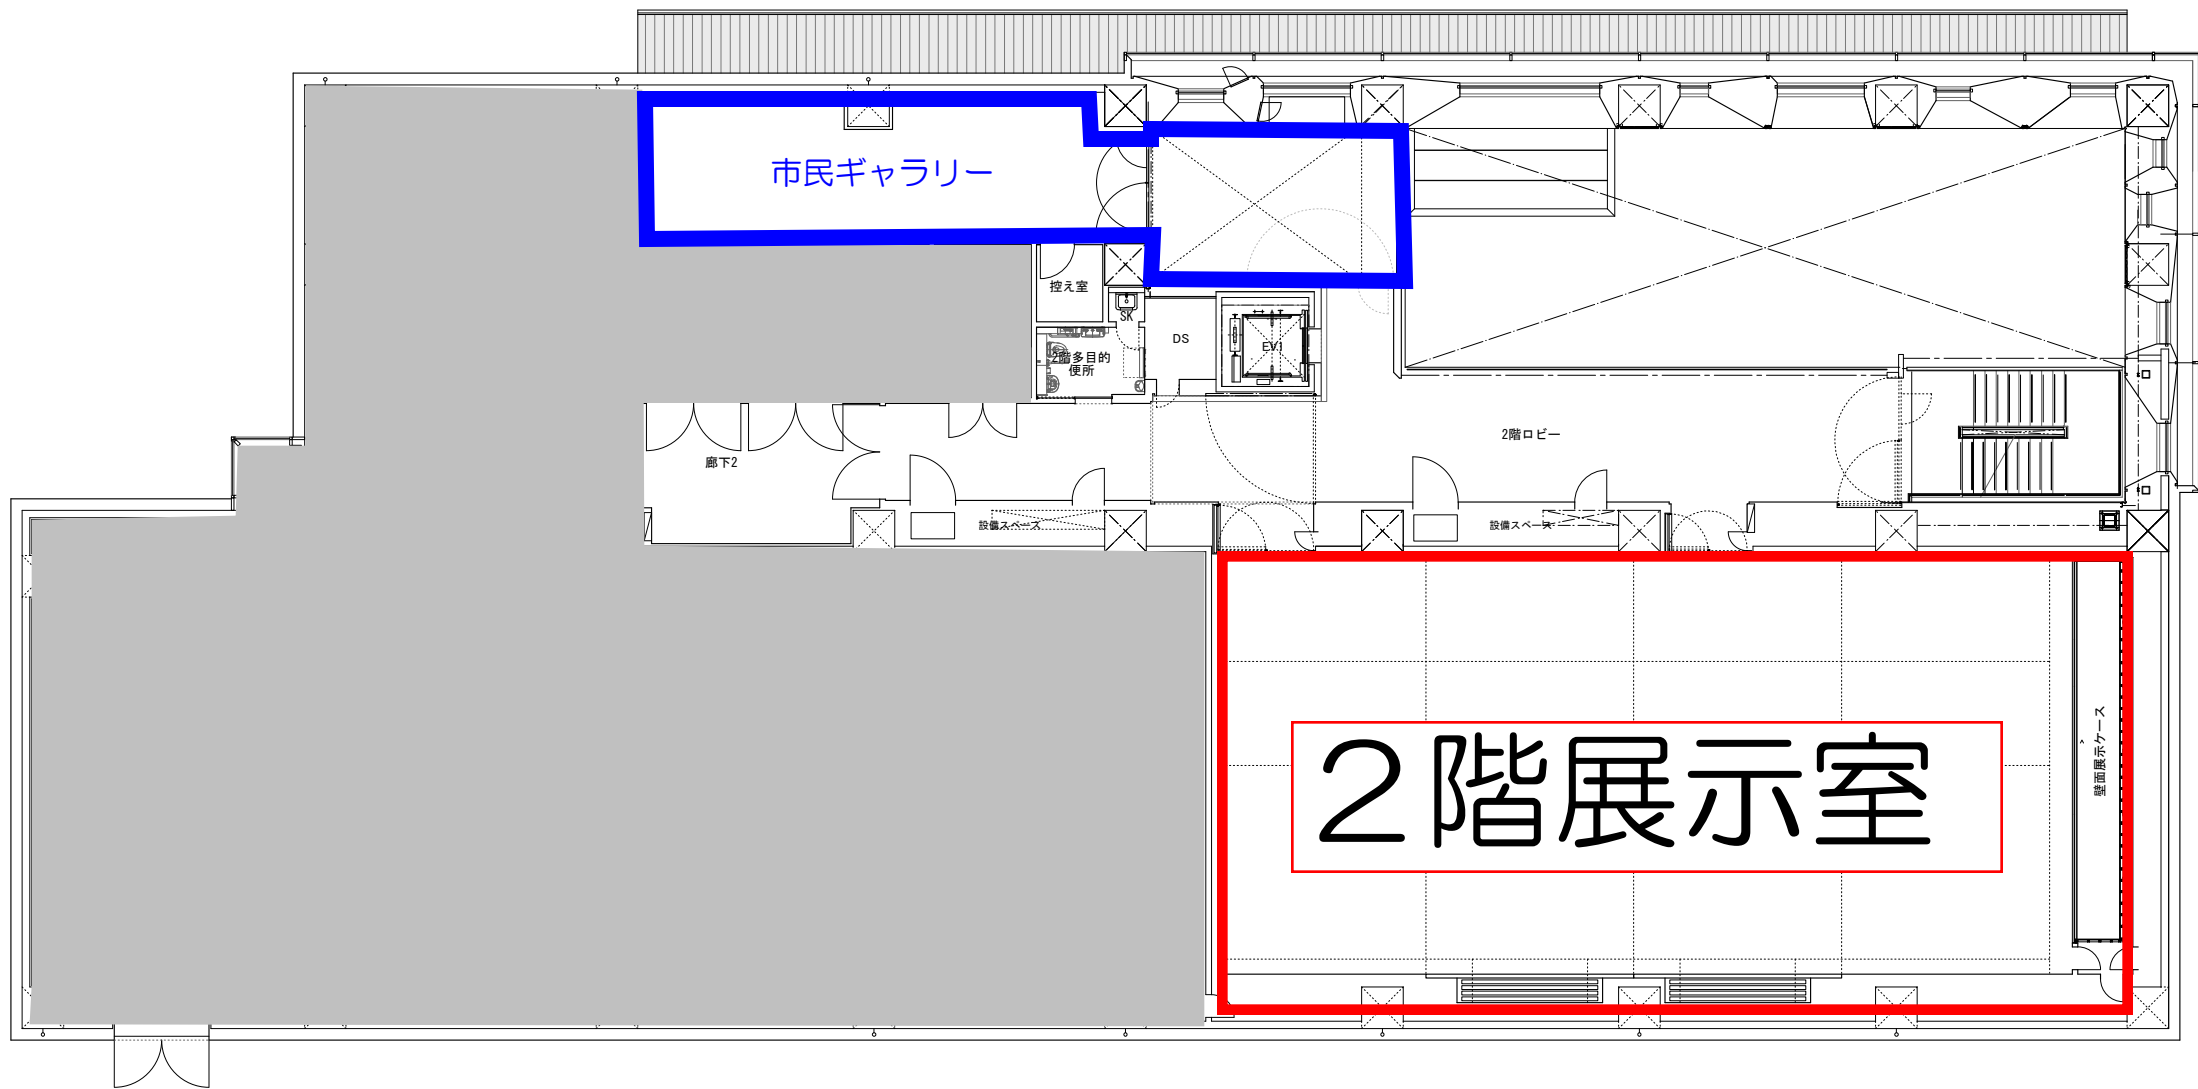 市民ギャラリー
控え室
SK
DS
EV.1
2階多目的
便所
2階ロビー
廊下2
設備スペース
設備スペース
壁面展示ケース
２階展示室